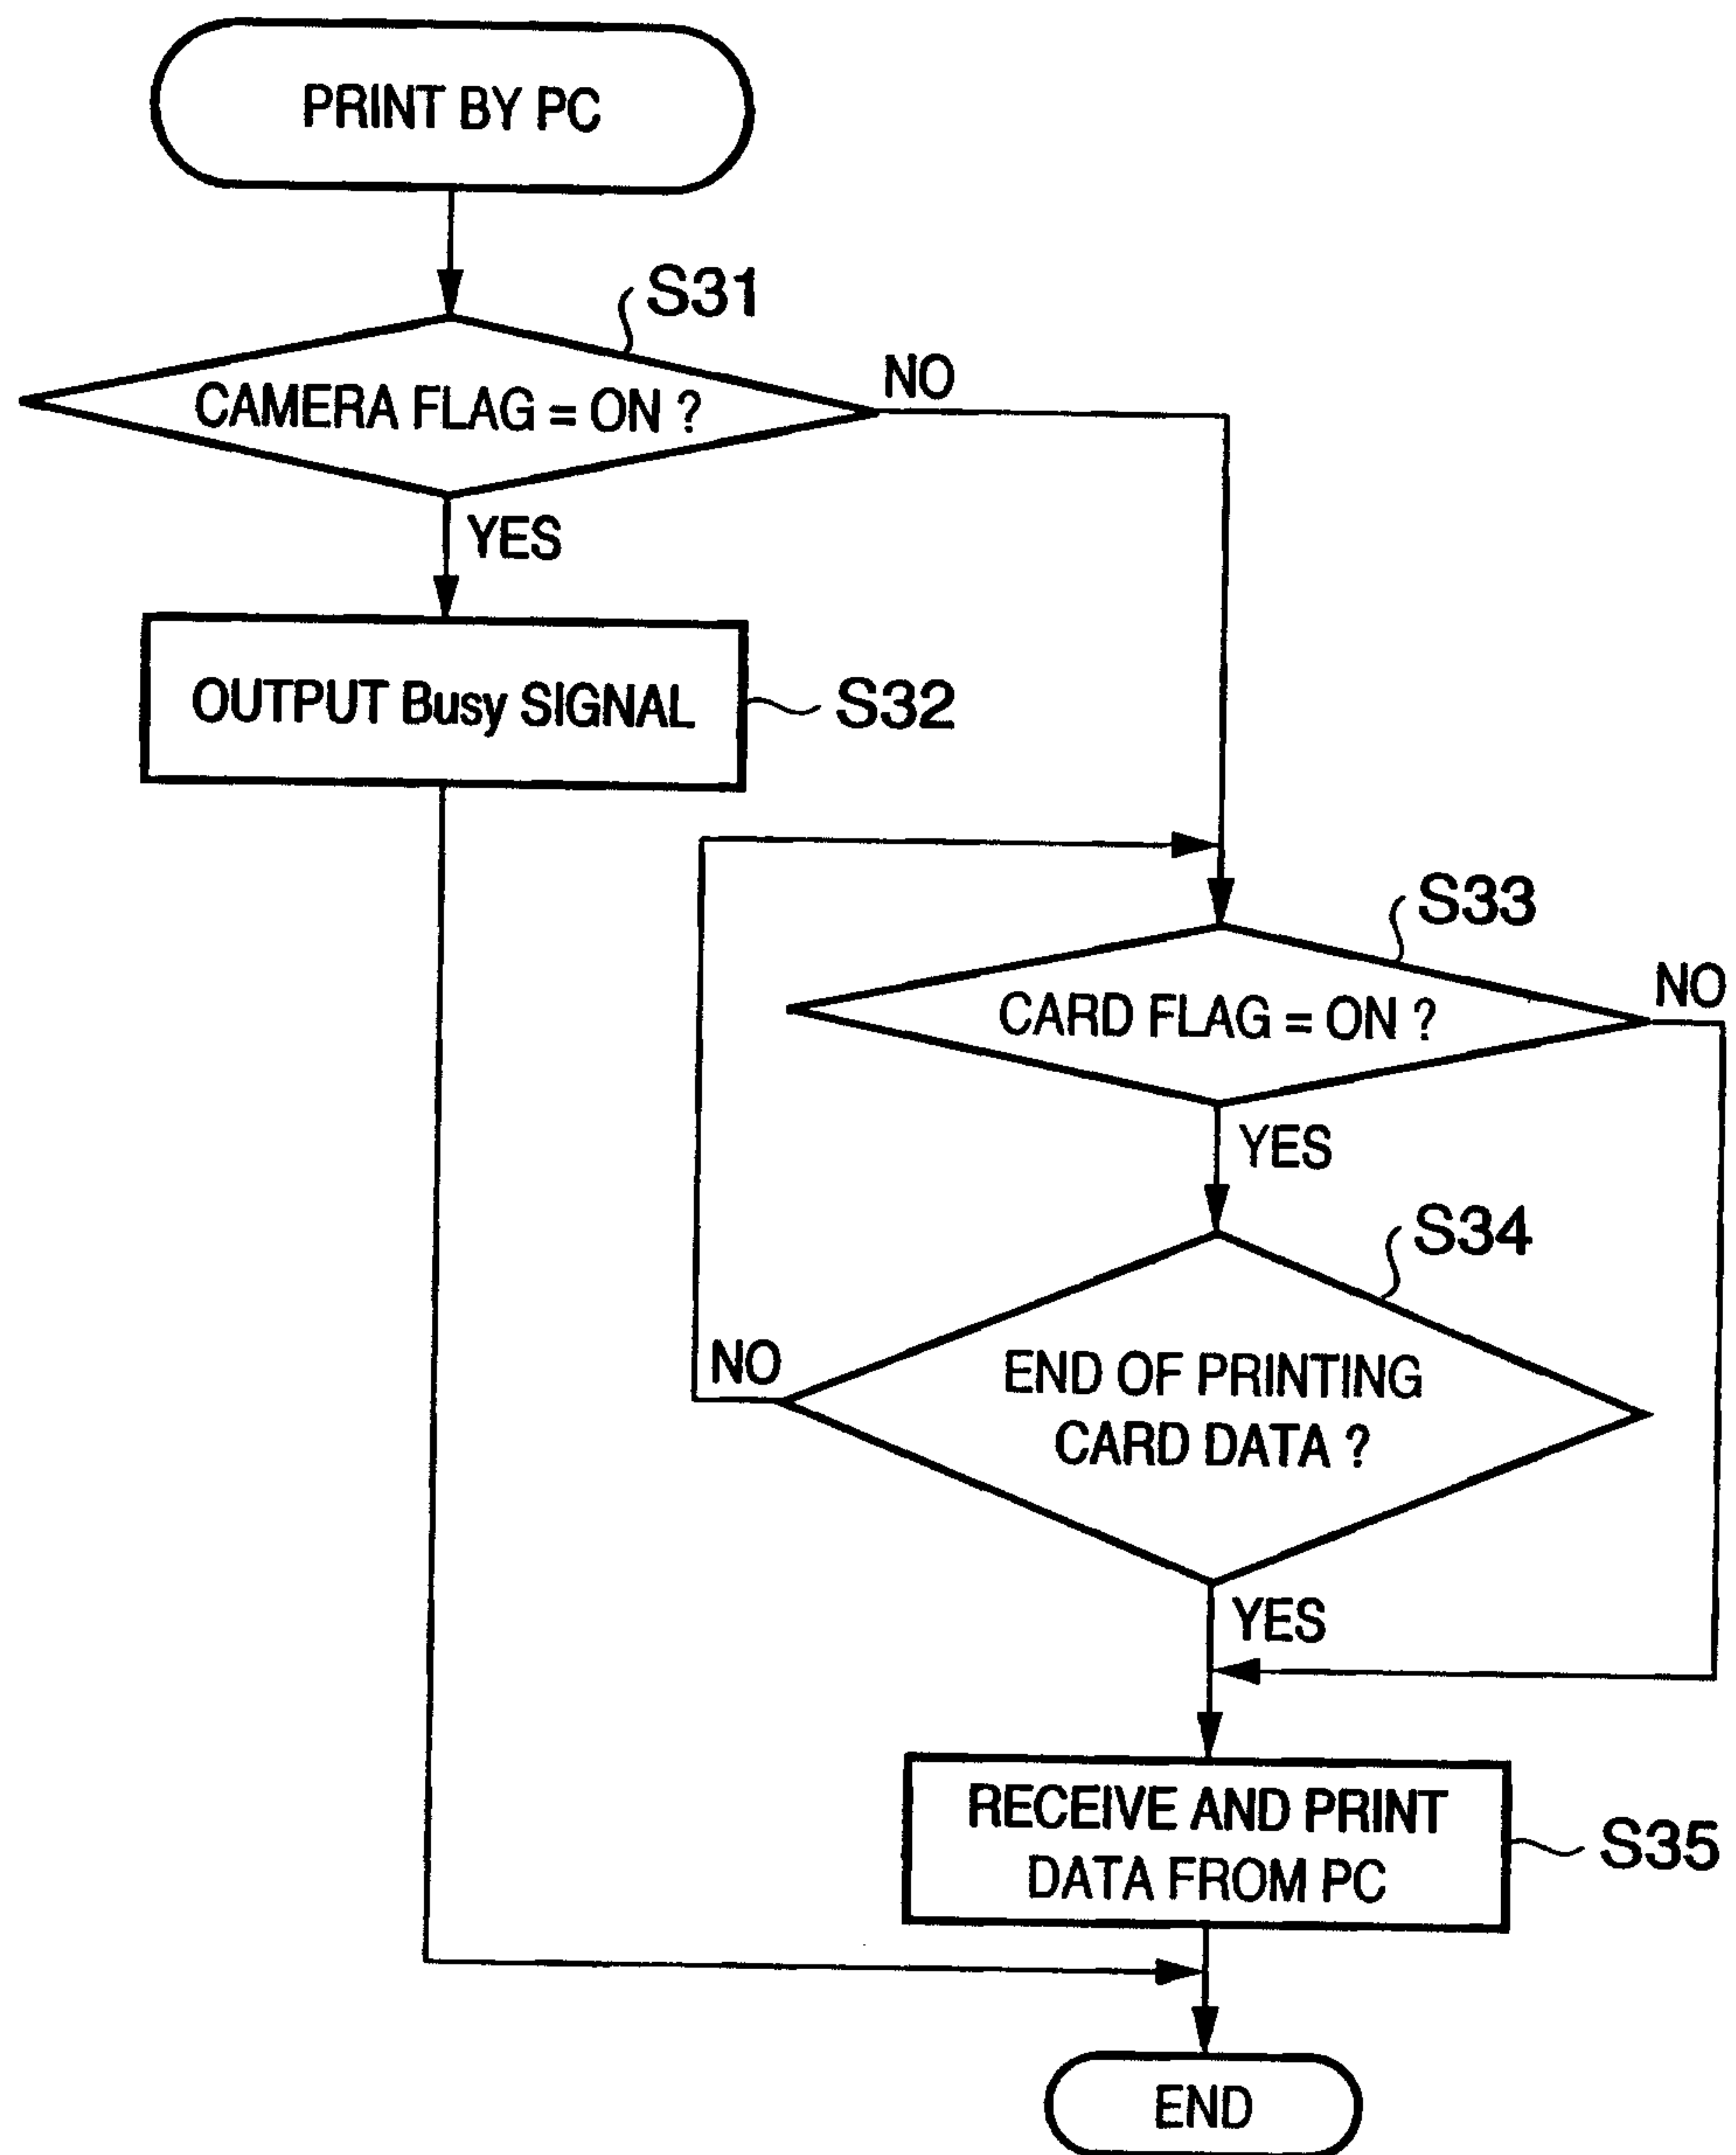 PRINT BY PC
S31
CAMERA FLAG = ON ?
NO
YES
OUTPUT Busy SIGNAL
S32
S33
CARD FLAG = ON ?
NO
YES
S34
END OF PRINTING
CARD DATA ?
NO
YES
RECEIVE AND PRINT
DATA FROM PC
S35
END